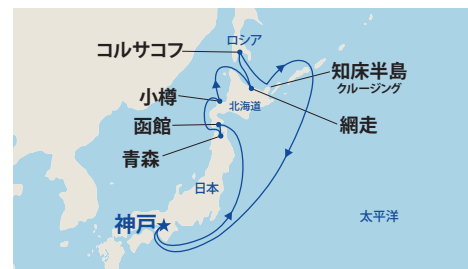 ロシア
コルサコフ
知床半島
クルージング
小樽
北海道
函館
網走
青森
日本
神戸★
太平洋